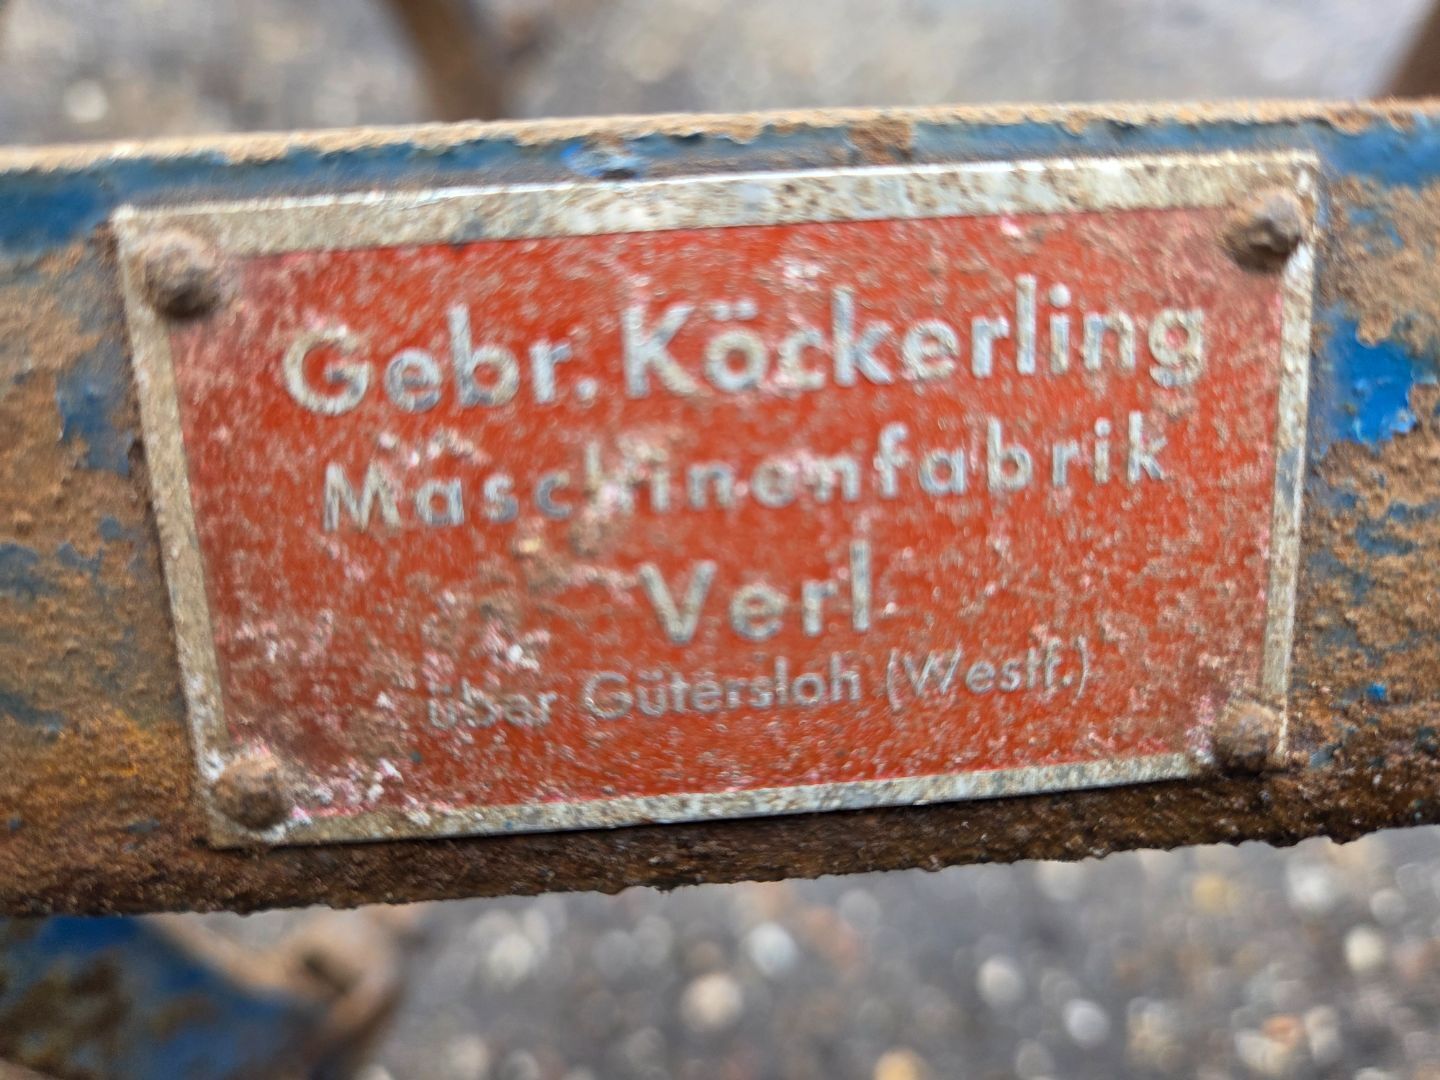 Gebr. Köckerling
Maschinenfabrik
Verl
über Gütersloh (Westf.)